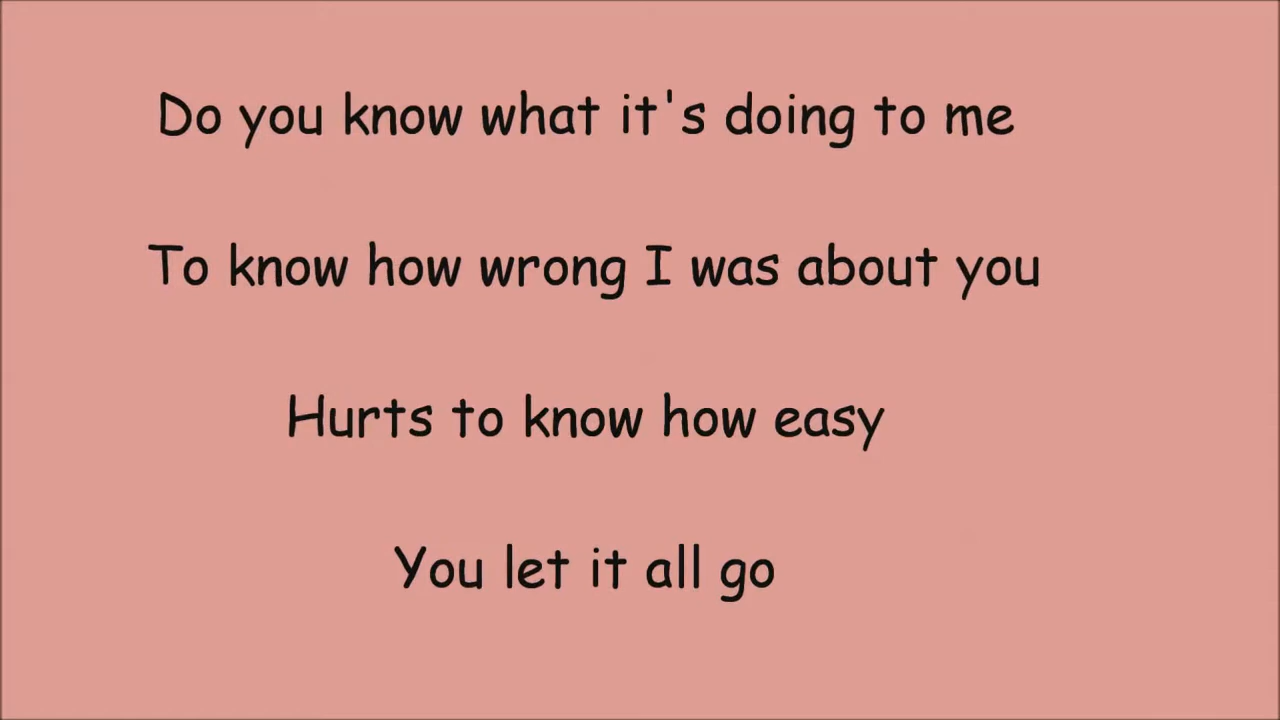 Do you know what it's doing to me
To know how wrong I was about you
Hurts to know how easy
You let it all go